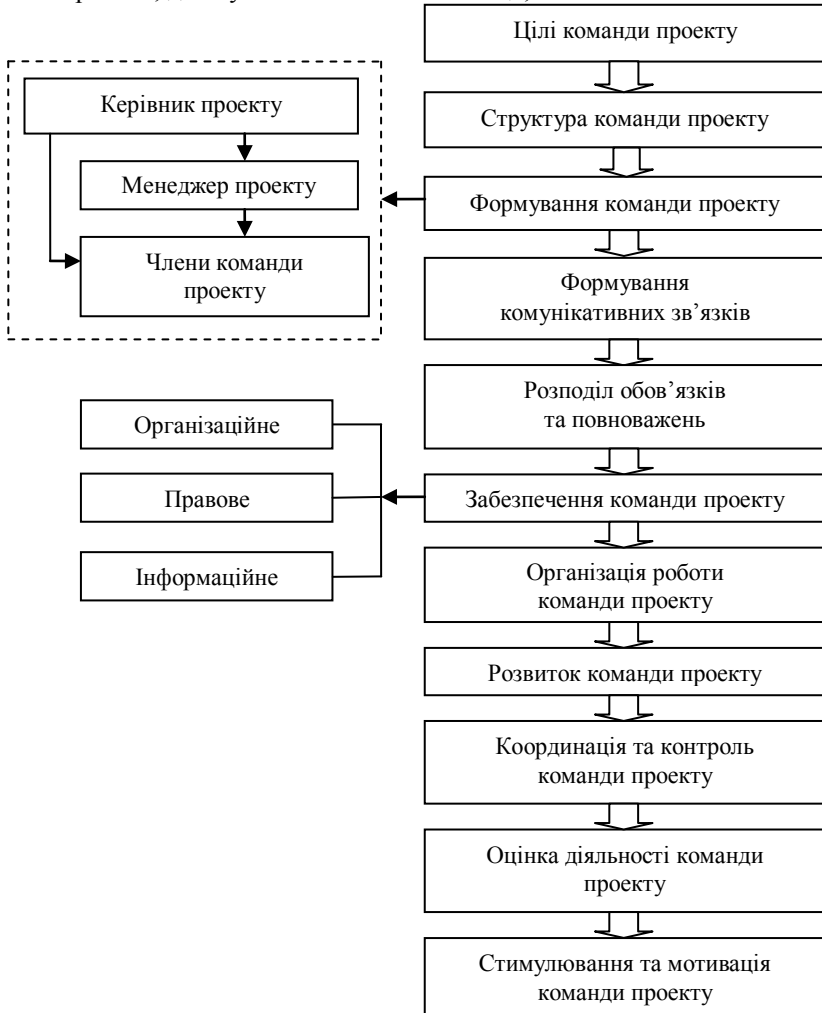 Цілі команди проекту
Керівник проекту
Структура команди проекту
Менеджер проекту
Формування команди проекту
Члени команди
проекту
Формування
комунікативних зв’язків
Розподіл обов’язків
та повноважень
Організаційне
Правове
Забезпечення команди проекту
Інформаційне
Організація роботи
команди проекту
Розвиток команди проекту
Координація та контроль
команди проекту
Оцінка діяльності команди
проекту
Стимулювання та мотивація
команди проекту